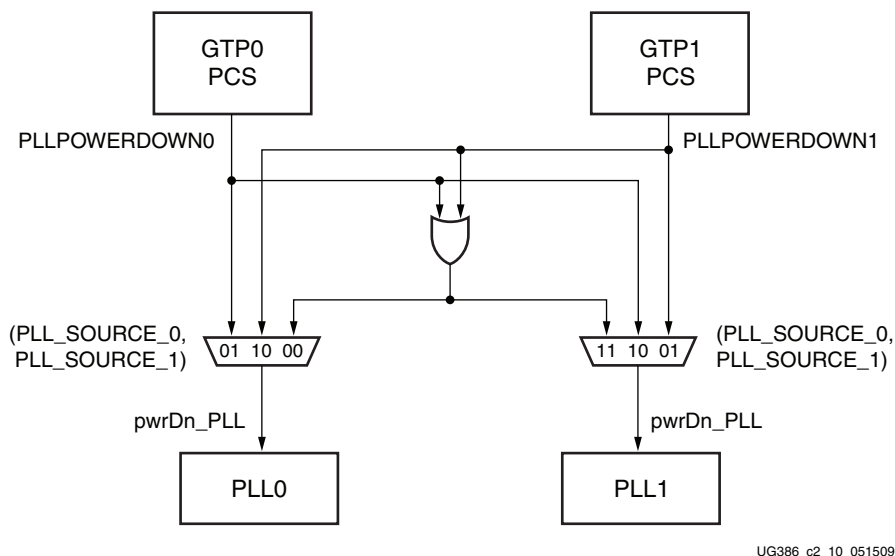 GTP0
PCS
GTP1
PCS
PLLPOWERDOWN0
PLLPOWERDOWN1
(PLL_SOURCE_0,
PLL_SOURCE_1)
01 10 00
11 10 01
(PLL_SOURCE_0,
PLL_SOURCE_1)
pwrDn_PLL
pwrDn_PLL
PLL0
PLL1
UG386_c2_10_051509